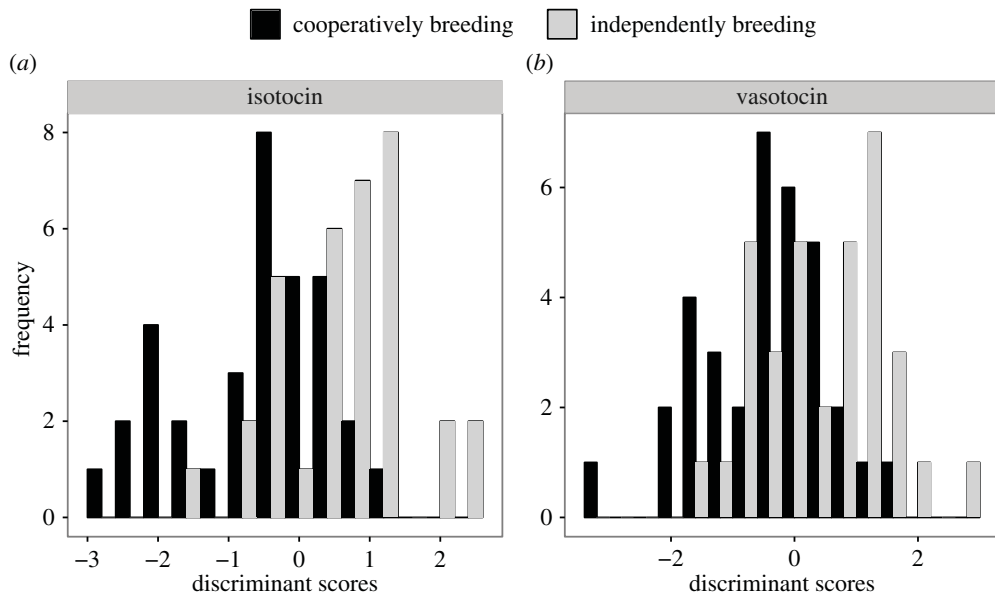 cooperatively breeding independently breeding
(a) (b)
isotocin vasotocin
8
6
4
2
0
frequency
6
4
2
0
−3 −2 −1 0 1 2
−2 0 2
discriminant scores discriminant scores